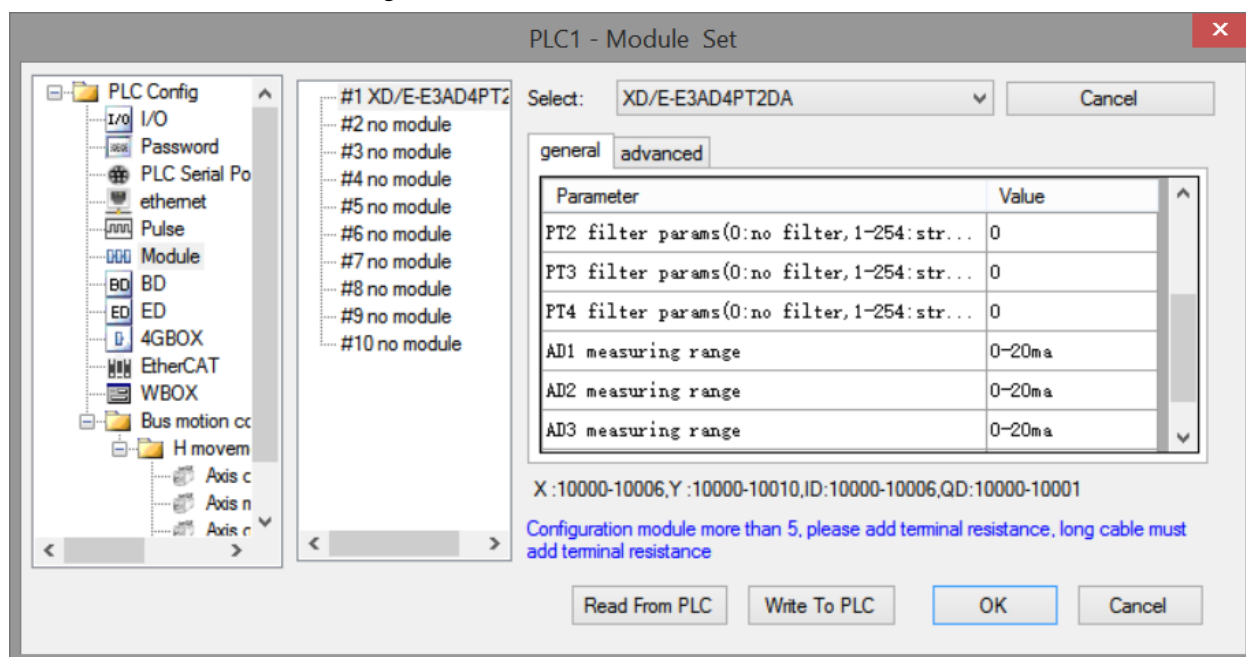 PLC1 - Module Set
x
PLC Config
I/O I/O
Password
PLC Serial Po
ethernet
Pulse
Module
BD BD
ED ED
4GBOX
EtherCAT
WBOX
Bus motion cc
H movem
Axis c
Axis n
Axis c
#1 XD/E-E3AD4PT2
#2 no module
#3 no module
#4 no module
#5 no module
#6 no module
#7 no module
#8 no module
#9 no module
#10 no module
Select: XD/E-E3AD4PT2DA Cancel
general advanced
Parameter Value
PT2 filter params(0:no filter,1-254:str... 0
PT3 filter params(0:no filter,1-254:str... 0
PT4 filter params(0:no filter,1-254:str... 0
AD1 measuring range 0-20ma
AD2 measuring range 0-20ma
AD3 measuring range 0-20ma
X :10000-10006,Y :10000-10010,ID:10000-10006,QD:10000-10001
Configuration module more than 5, please add terminal resistance, long cable must
add terminal resistance
Read From PLC Write To PLC OK Cancel